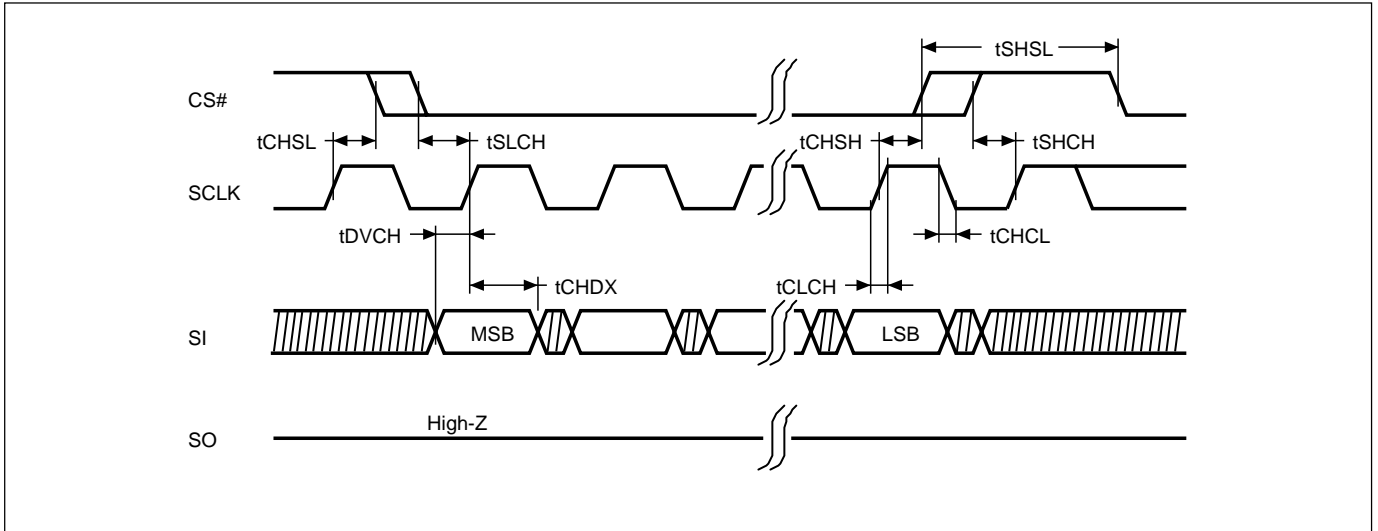 tSHSL
CS#
tCHSL
tSLCH
tCHSH
tSHCH
SCLK
tDVCH
tCHCL
tCHDX
tCLCH
SI
MSB
LSB
High-Z
SO